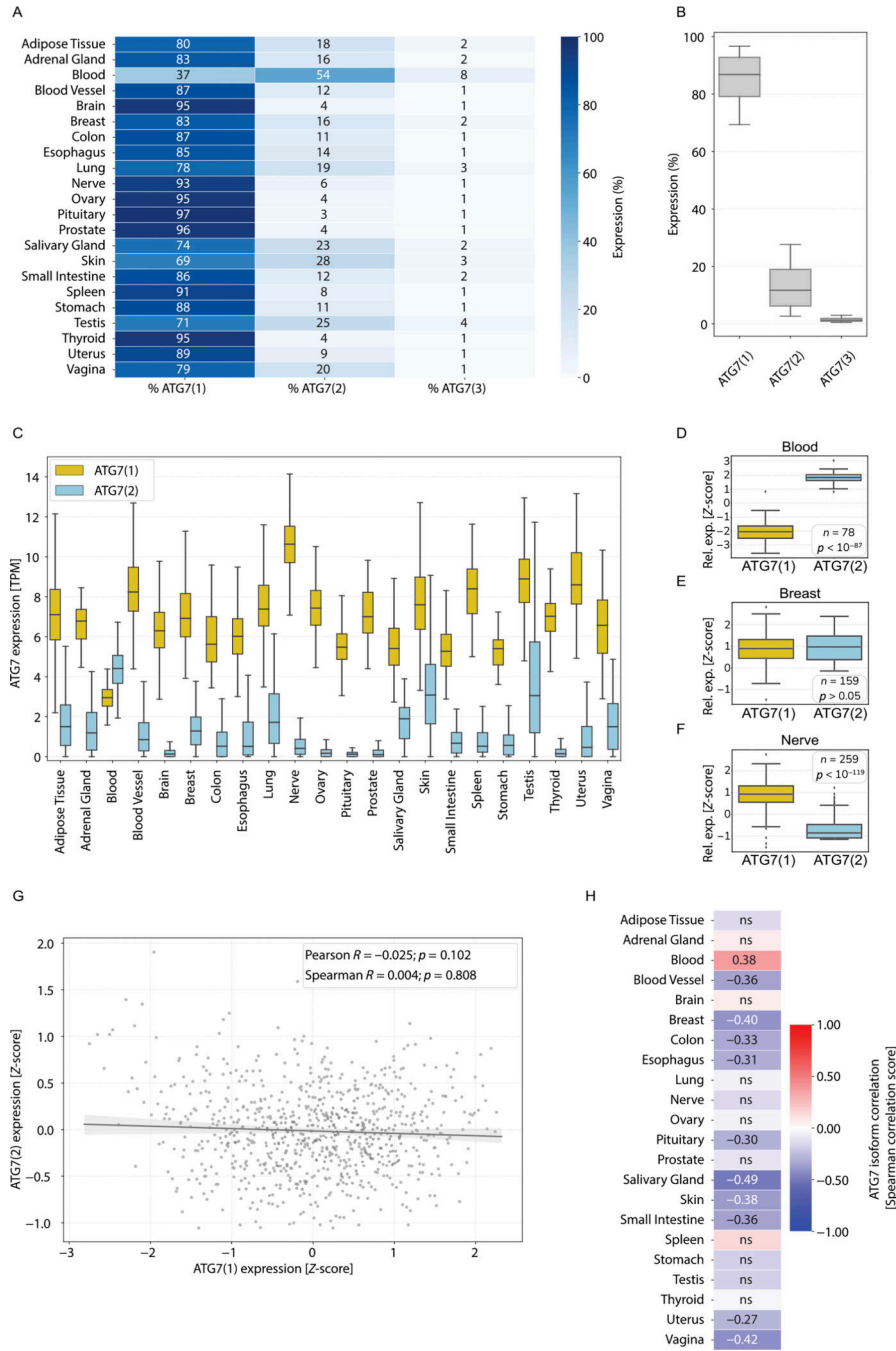 A
Adipose Tissue 80 18 2
Adrenal Gland 83 16 2
Blood 37 54 8
Blood Vessel 87 12 1
Brain 95 4 1
Breast 83 16 2
Colon 87 11 1
Esophagus 85 14 1
Lung 78 19 3
Nerve 93 6 1
Ovary 95 4 1
Pituitary 97 3 1
Prostate 96 4 1
Salivary Gland 74 23 2
Skin 69 28 3
Small Intestine 86 12 2
Spleen 91 8 1
Stomach 88 11 1
Testis 71 25 4
Thyroid 95 4 1
Uterus 89 9 1
Vagina 79 20 1
% ATG7(1) % ATG7(2) % ATG7(3)
100
80
60
40
20
0
Expression (%)
B
100
80
60
40
20
0
Expression (%)
ATG7(1) ATG7(2) ATG7(3)
C
ATG7(1)
ATG7(2)
14
12
10
8
6
4
2
0
ATG7 expression [TPM]
Adipose Tissue
Adrenal Gland
Blood
Blood Vessel
Brain
Breast
Colon
Esophagus
Lung
Nerve
Ovary
Pituitary
Prostate
Salivary Gland
Skin
Small Intestine
Spleen
Stomach
Testis
Thyroid
Uterus
Vagina
D
Blood
3
2
1
0
−1
−2
−3
Rel. exp. [Z-score]
n = 78
p < 10⁻⁸⁷
ATG7(1) ATG7(2)
E
Breast
2
1
0
−1
Rel. exp. [Z-score]
n = 159
p > 0.05
ATG7(1) ATG7(2)
F
Nerve
2
1
0
−1
Rel. exp. [Z-score]
n = 259
p < 10⁻¹¹⁹
ATG7(1) ATG7(2)
G
Pearson R = −0.025; p = 0.102
Spearman R = 0.004; p = 0.808
2.0
1.5
1.0
0.5
0.0
−0.5
−1.0
ATG7(2) expression [Z-score]
−3 −2 −1 0 1 2
ATG7(1) expression [Z-score]
H
Adipose Tissue ns
Adrenal Gland ns
Blood 0.38
Blood Vessel −0.36
Brain ns
Breast −0.40
Colon −0.33
Esophagus −0.31
Lung ns
Nerve ns
Ovary ns
Pituitary −0.30
Prostate ns
Salivary Gland −0.49
Skin −0.38
Small Intestine −0.36
Spleen ns
Stomach ns
Testis ns
Thyroid ns
Uterus −0.27
Vagina −0.42
1.00
0.50
0.00
−0.50
−1.00
ATG7 isoform correlation
[Spearman correlation score]